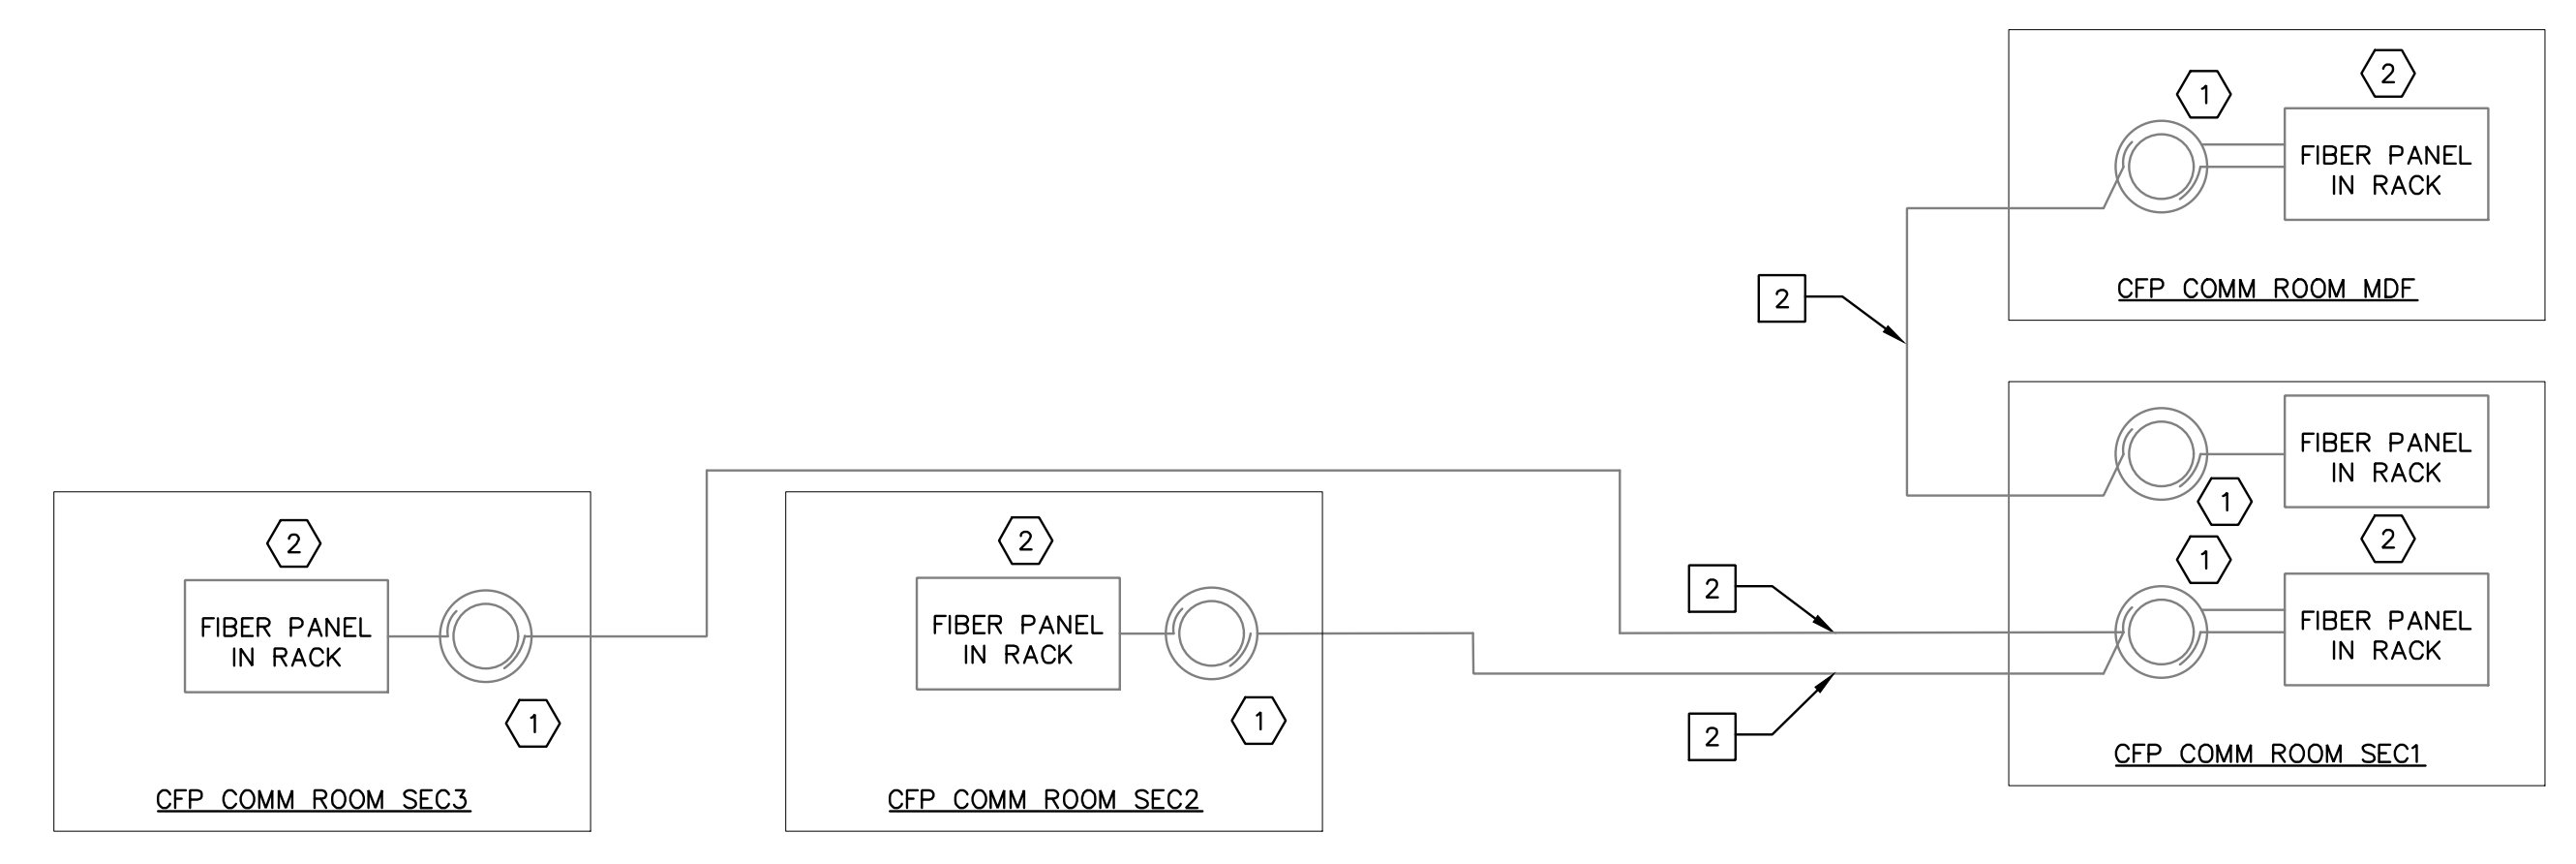 1
2
FIBER PANEL
IN RACK
CFP COMM ROOM MDF
2
FIBER PANEL
IN RACK
1
2
1
FIBER PANEL
IN RACK
CFP COMM ROOM SEC1
2
2
2
FIBER PANEL
IN RACK
1
CFP COMM ROOM SEC2
2
FIBER PANEL
IN RACK
1
CFP COMM ROOM SEC3